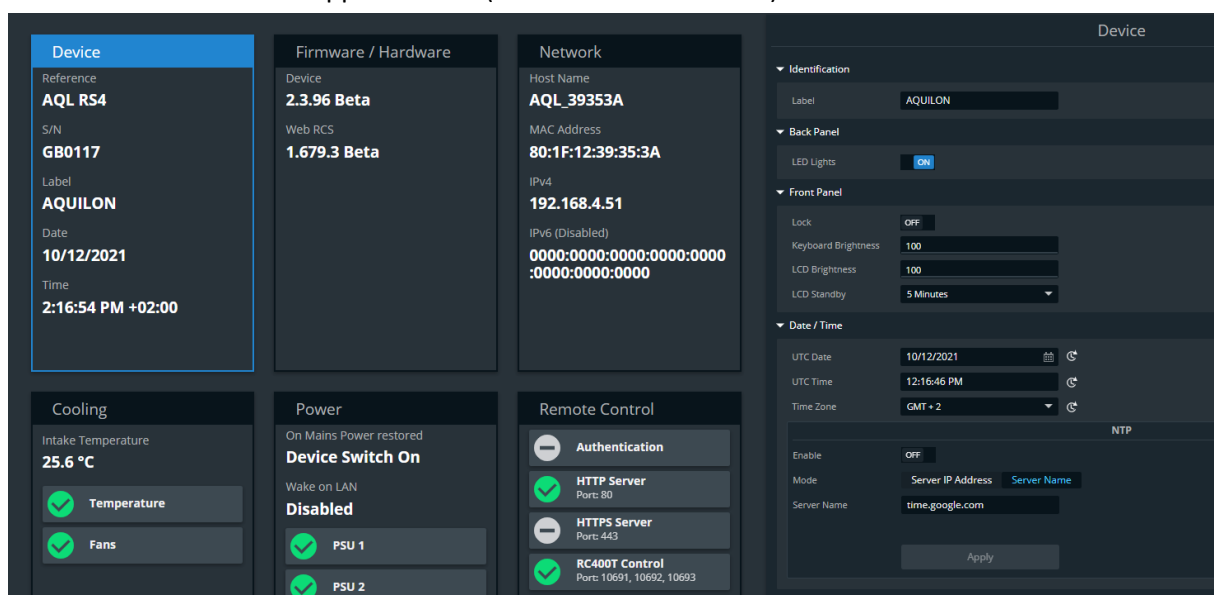 Device
Reference
AQL RS4
S/N
GB0117
Label
AQUILON
Date
10/12/2021
Time
2:16:54 PM +02:00
Firmware / Hardware
Device
2.3.96 Beta
Web RCS
1.679.3 Beta
Network
Host Name
AQL_39353A
MAC Address
80:1F:12:39:35:3A
IPv4
192.168.4.51
IPv6 (Disabled)
0000:0000:0000:0000:0000
:0000:0000:0000
Cooling
Intake Temperature
25.6 °C
Temperature
Fans
Power
On Mains Power restored
Device Switch On
Wake on LAN
Disabled
PSU 1
PSU 2
Remote Control
Authentication
HTTP Server
Port: 80
HTTPS Server
Port: 443
RC400T Control
Port: 10691, 10692, 10693
Device
Identification
Label AQUILON
Back Panel
LED Lights ON
Front Panel
Lock OFF
Keyboard Brightness 100
LCD Brightness 100
LCD Standby 5 Minutes
Date / Time
UTC Date 10/12/2021
UTC Time 12:16:46 PM
Time Zone GMT + 2
NTP
Enable OFF
Mode Server IP Address Server Name
Server Name time.google.com
Apply